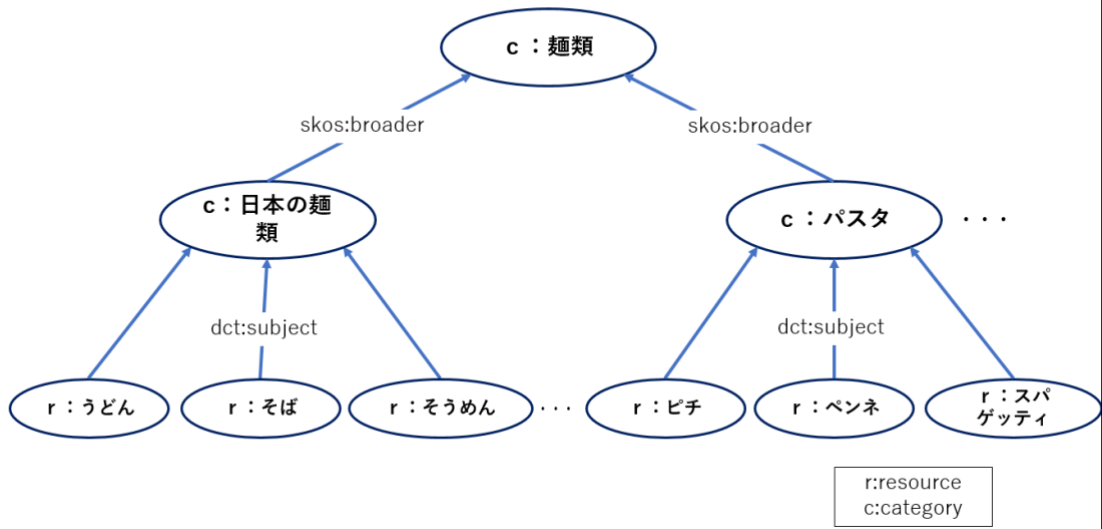 c：麺類
skos:broader
skos:broader
c：日本の麺
類
c：パスタ
・・・
dct:subject
dct:subject
r：うどん
r：そば
r：そうめん
・・・
r：ピチ
r：ペンネ
r：スパ
ゲッティ
r:resource
c:category